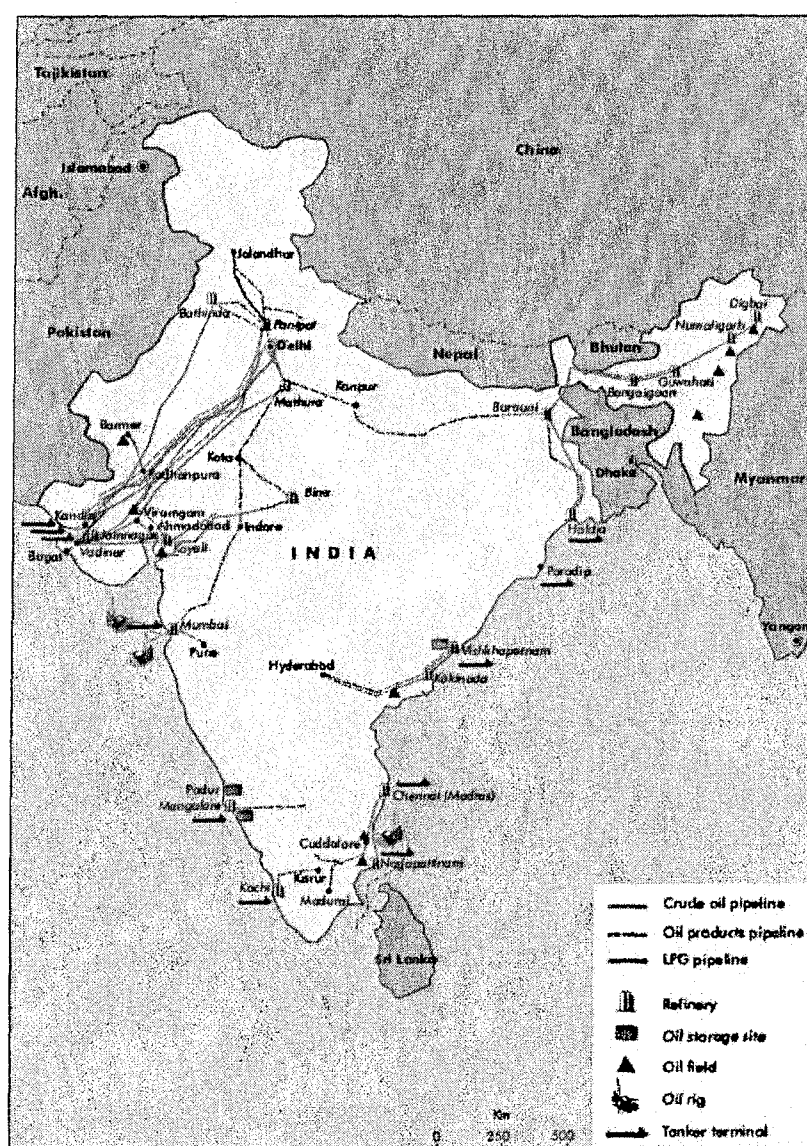 Tajikistan
China
Islamabad
Afgh.
Jalandhar
Bathinda
Panipat
Delhi
Pakistan
Nepal
Bhutan
Digboi
Numaligarh
Guwahati
Bongaigaon
Mathura
Kanpur
Barauni
Bangladesh
Dhaka
Myanmar
Barmer
Kota
Radhanpura
Bina
Kandla
Viramgam
Ahmadabad
Jamnagar
Vadinar
Koyali
Indore
INDIA
Haldia
Paradip
Mumbai
Pune
Yangon
Hyderabad
Vishkhapatnam
Kakinada
Padur
Mangalore
Chennai (Madras)
Cuddalore
Nagapattinam
Karur
Kochi
Madurai
Sri Lanka
Crude oil pipeline
Oil products pipeline
LPG pipeline
Refinery
Oil storage site
Oil field
Oil rig
Tanker terminal
Km
0 250 500